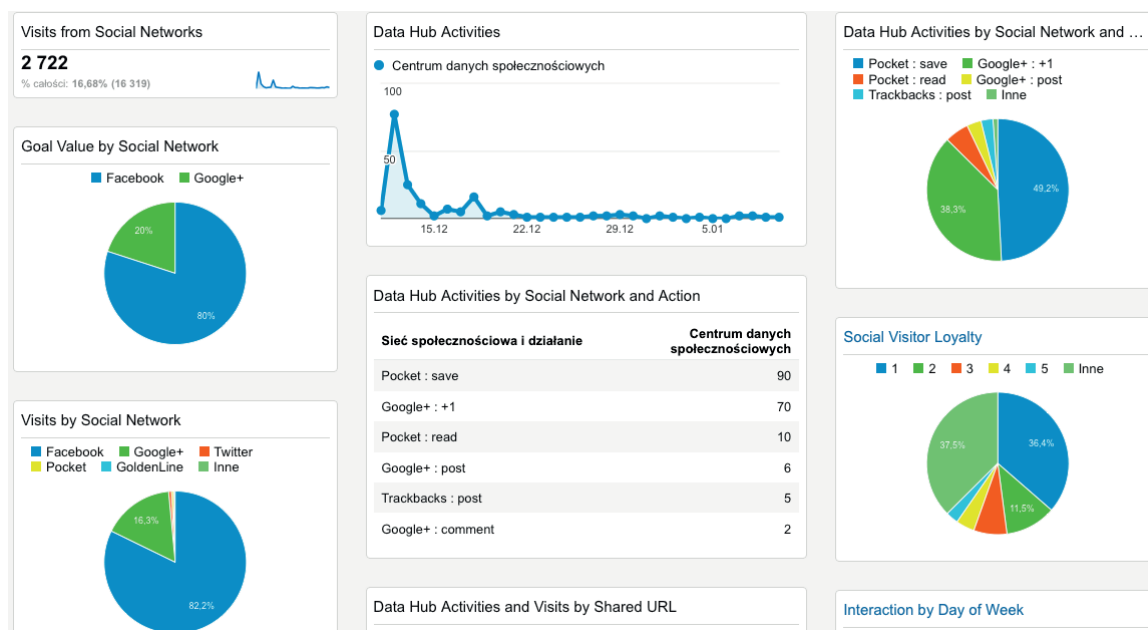 Visits from Social Networks
2 722
% całości: 16,68% (16 319)
Goal Value by Social Network
Facebook Google+
20%
80%
Visits by Social Network
Facebook Google+ Twitter
Pocket GoldenLine Inne
16,3%
82,2%
Data Hub Activities
Centrum danych społecznościowych
100
50
15.12 22.12 29.12 5.01
Data Hub Activities by Social Network and Action
Sieć społecznościowa i działanie Centrum danych społecznościowych
Pocket : save 90
Google+ : +1 70
Pocket : read 10
Google+ : post 6
Trackbacks : post 5
Google+ : comment 2
Data Hub Activities and Visits by Shared URL
Data Hub Activities by Social Network and ...
Pocket : save Google+ : +1
Pocket : read Google+ : post
Trackbacks : post Inne
49,2%
38,3%
Social Visitor Loyalty
1 2 3 4 5 Inne
37,5%
36,4%
11,5%
Interaction by Day of Week